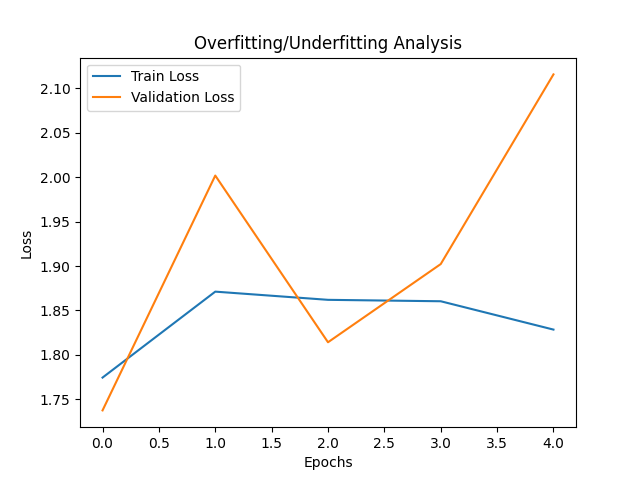 Overfitting/Underfitting Analysis
Train Loss
Validation Loss
2.10
2.05
2.00
1.95
1.90
1.85
1.80
1.75
Loss
0.0 0.5 1.0 1.5 2.0 2.5 3.0 3.5 4.0
Epochs